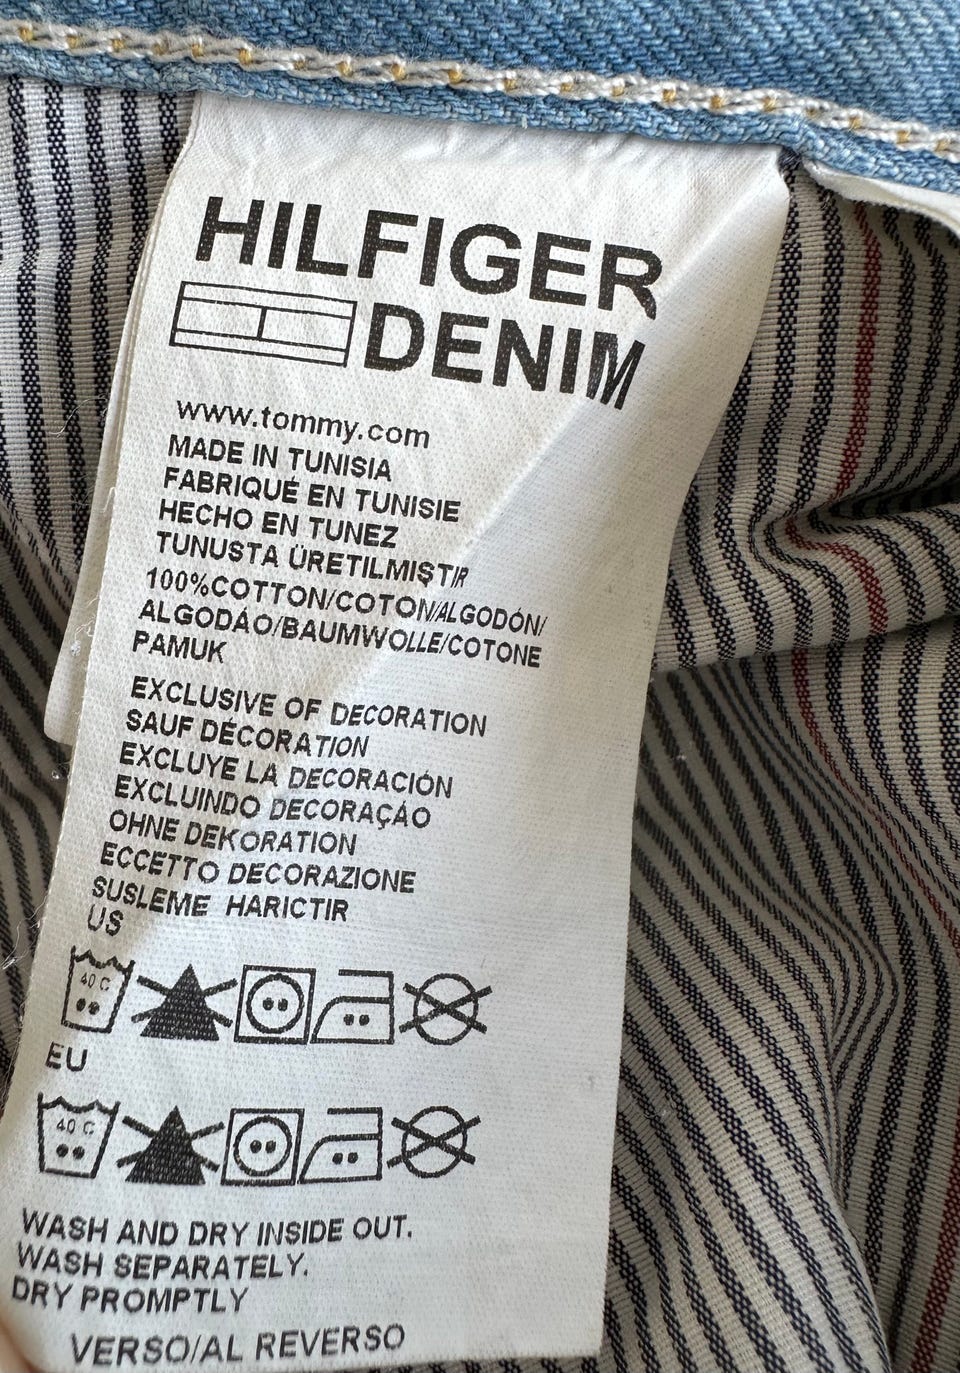 HILFIGER
DENIM
www.tommy.com
MADE IN TUNISIA
FABRIQUÉ EN TUNISIE
HECHO EN TUNEZ
TUNUSTA ÜRETILMIŞTIR
100%COTTON/COTON/ALGODÓN/
ALGODÃO/BAUMWOLLE/COTONE
PAMUK
EXCLUSIVE OF DECORATION
SAUF DÉCORATION
EXCLUYE LA DECORACIÓN
EXCLUINDO DECORAÇÃO
OHNE DEKORATION
ECCETTO DECORAZIONE
SUSLEME HARICTIR
US
40 C
EU
40 C
WASH AND DRY INSIDE OUT.
WASH SEPARATELY.
DRY PROMPTLY
VERSO/AL REVERSO